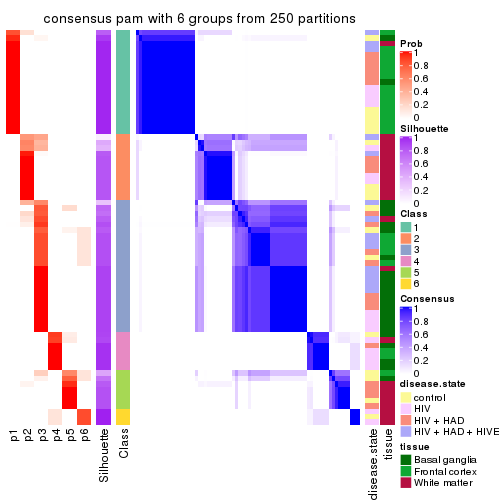 consensus pam with 6 groups from 250 partitions
Prob
1
0.8
0.6
0.4
0.2
0
Silhouette
1
0.8
0.6
0.4
0.2
0
Class
1
2
3
4
5
6
Consensus
1
0.8
0.6
0.4
0.2
0
disease.state
control
HIV
HIV + HAD
HIV + HAD + HIVE
tissue
Basal ganglia
Frontal cortex
White matter
p1
p2
p3
p4
p5
p6
Silhouette
Class
disease.state
tissue